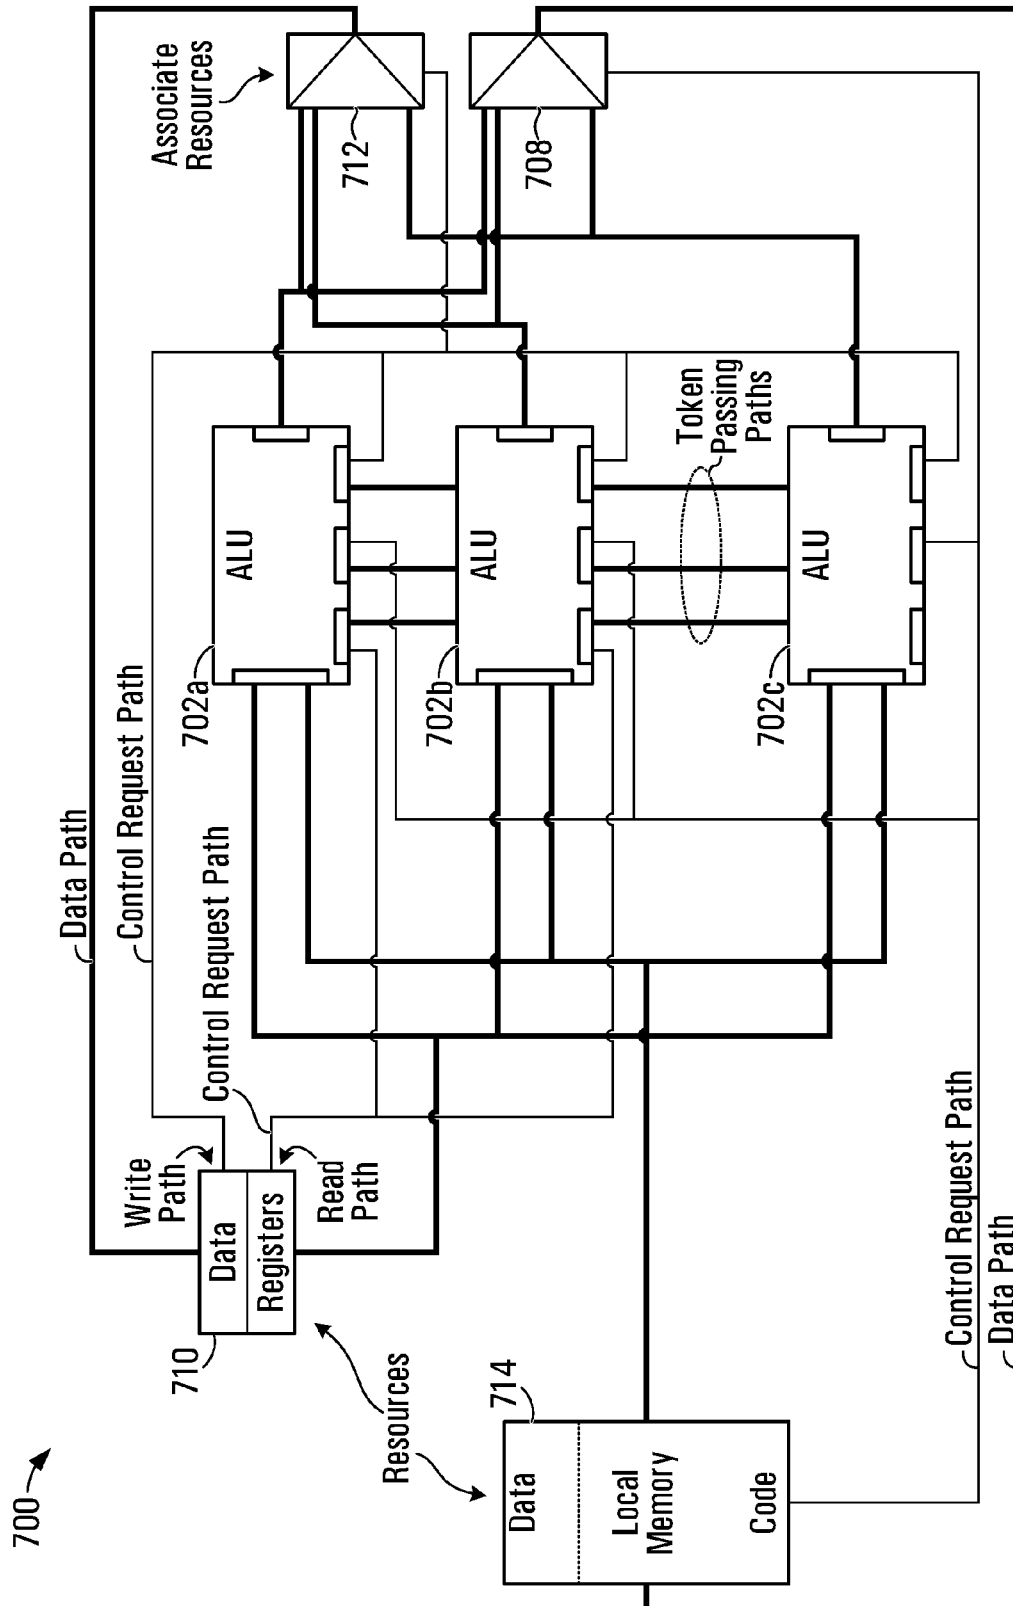 700
Resources
710
Data
Registers
Write
Path
Read
Path
Control Request Path
Data Path
Control Request Path
714
Data
Local
Memory
Code
702a
ALU
702b
ALU
702c
ALU
Token
Passing
Paths
Associate
Resources
712
708
Control Request Path
Data Path